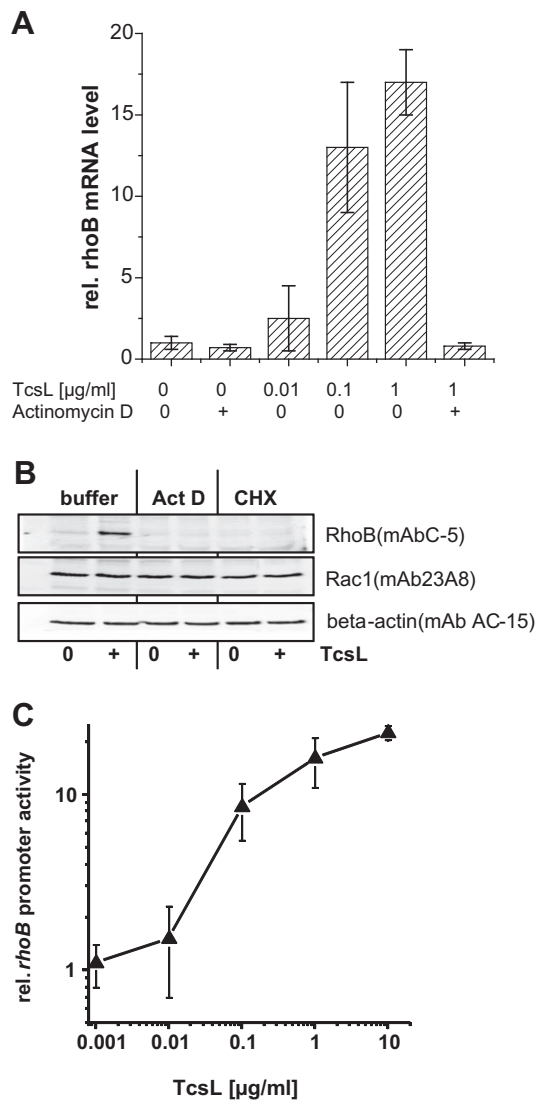 A
20
15
10
5
0
rel. rhoB mRNA level
TcsL [µg/ml] 0 0 0.01 0.1 1 1
Actinomycin D 0 + 0 0 0 +
B
buffer Act D CHX
RhoB(mAbC-5)
Rac1(mAb23A8)
beta-actin(mAb AC-15)
0 + 0 + 0 + TcsL
C
rel. rhoB promoter activity
10
1
0.001 0.01 0.1 1 10
TcsL [µg/ml]